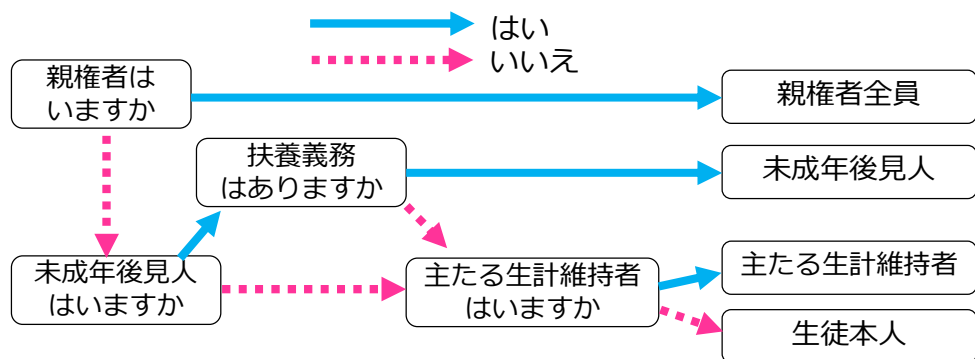 はい
いいえ
親権者は
いますか
親権者全員
扶養義務
はありますか
未成年後見人
未成年後見人
はいますか
主たる生計維持者
はいますか
主たる生計維持者
生徒本人